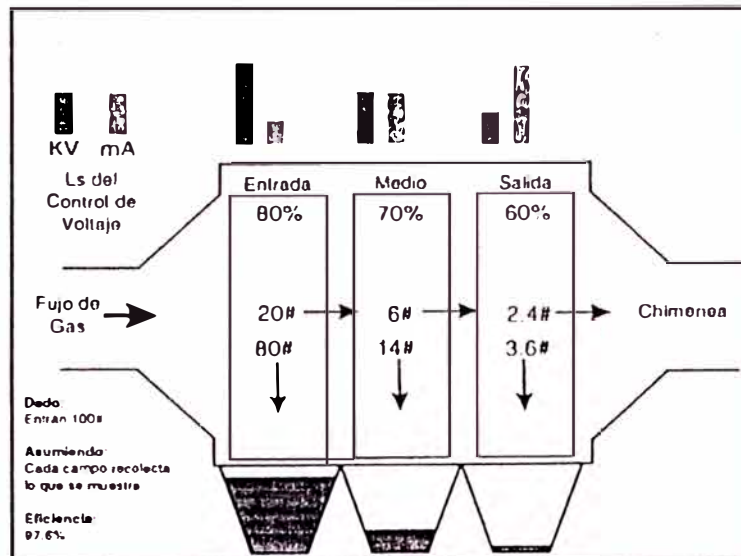 KV mA
Ls del
Control de
Voltaje
Entrada Medio Salida
80% 70% 60%
Fujo de
Gas
20# 6# 2.4#
80# 14# 3.6#
Chimenea
Dado:
Entran 100#
Asumiendo:
Cada campo recolecta
lo que se muestra
Eficiencia:
97.6%